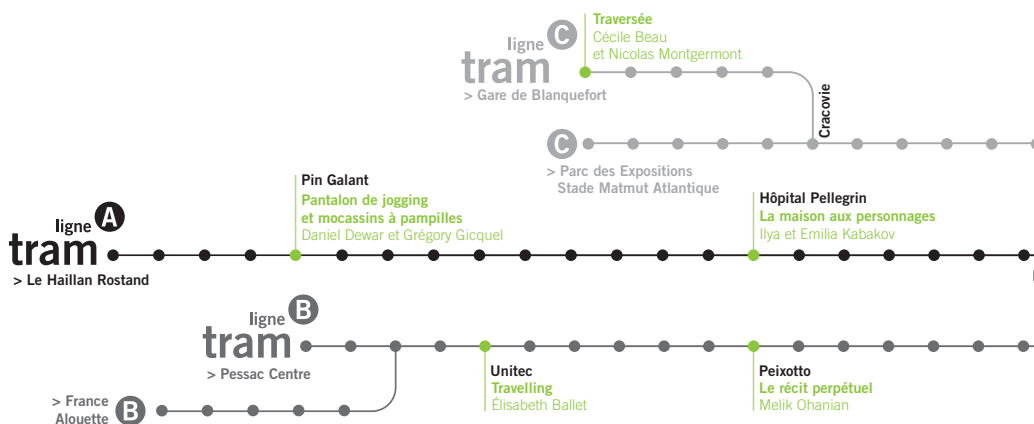 ligne C
tram
> Gare de Blanquefort
Traversée
Cécile Beau
et Nicolas Montgermont
Cracovie
C
> Parc des Expositions
Stade Matmut Atlantique
ligne A
tram
> Le Haillan Rostand
Pin Galant
Pantalon de jogging
et mocassins à pampilles
Daniel Dewar et Grégory Gicquel
Hôpital Pellegrin
La maison aux personnages
Ilya et Emilia Kabakov
ligne B
tram
> Pessac Centre
> France
Alouette
B
Unitec
Travelling
Élisabeth Ballet
Peixotto
Le récit perpétuel
Melik Ohanian